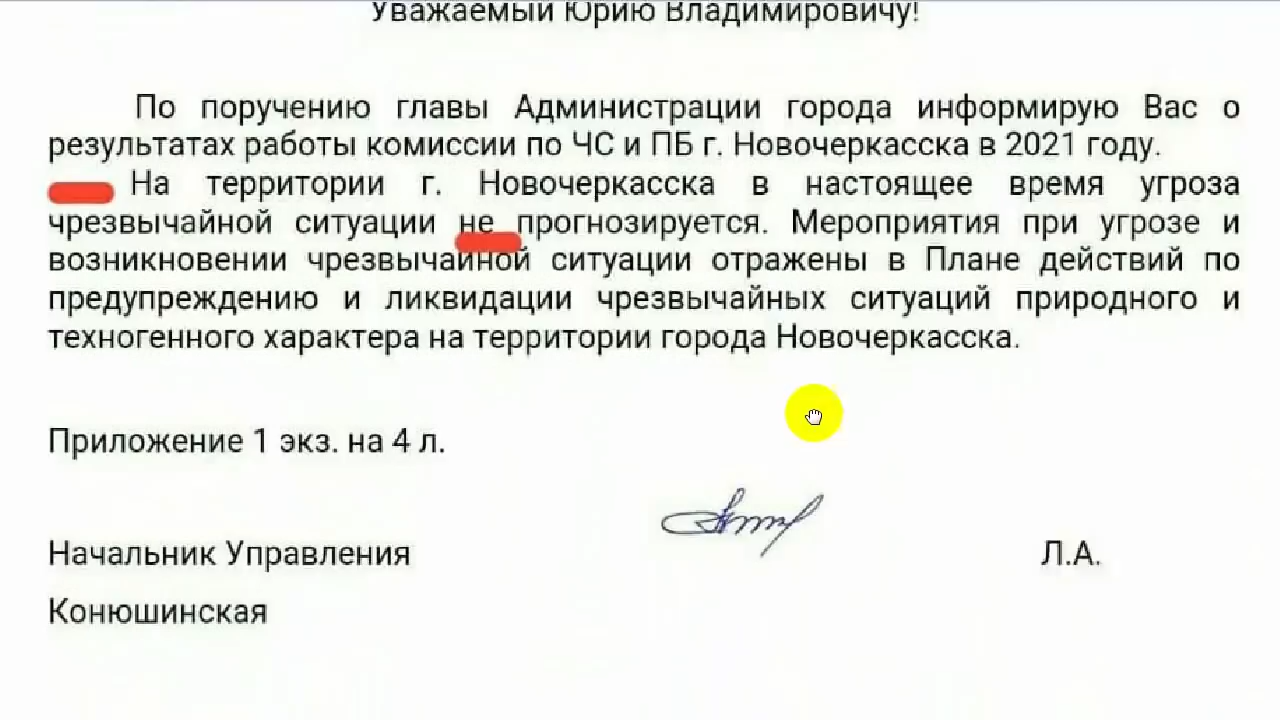 Уважаемый Юрию Владимировичу!
По поручению главы Администрации города информирую Вас о
результатах работы комиссии по ЧС и ПБ г. Новочеркасска в 2021 году.
На территории г. Новочеркасска в настоящее время угроза
чрезвычайной ситуации не прогнозируется. Мероприятия при угрозе и
возникновении чрезвычайной ситуации отражены в Плане действий по
предупреждению и ликвидации чрезвычайных ситуаций природного и
техногенного характера на территории города Новочеркасска.
Приложение 1 экз. на 4 л.
Начальник Управления Л.А.
Конюшинская